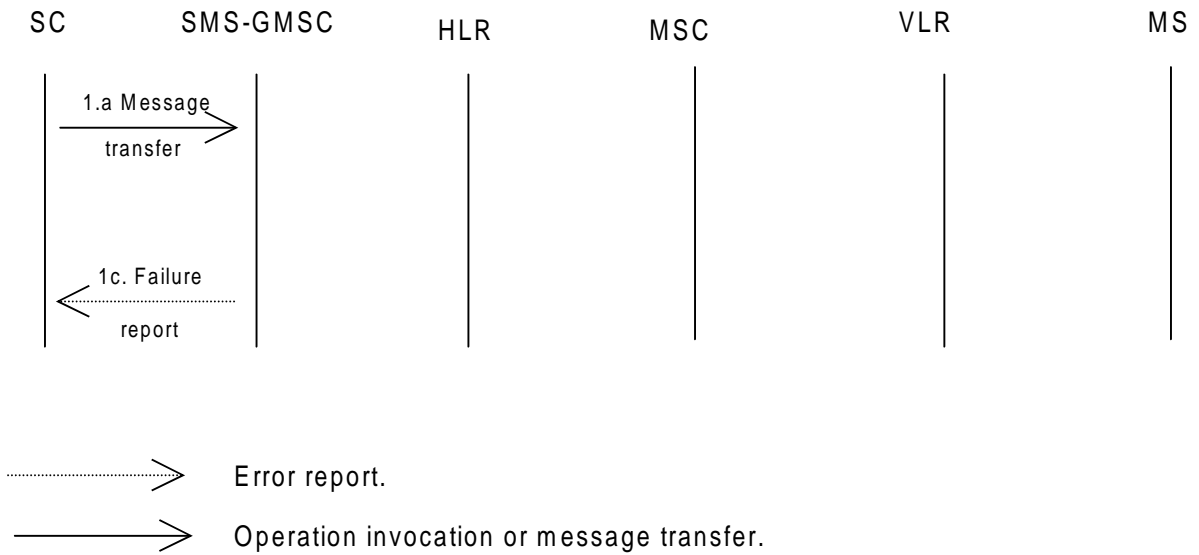 SC SMS-GMSC HLR MSC VLR MS
1.a Message
transfer
1c. Failure
report
Error report.
Operation invocation or message transfer.